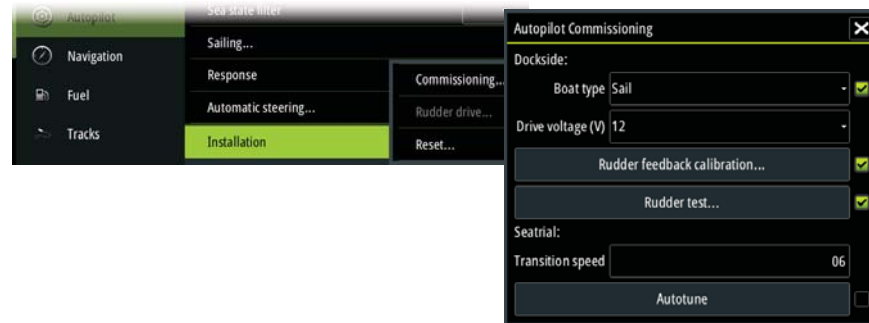 Autopilot
Sea state filter
Navigation
Sailing...
Fuel
Response
Tracks
Automatic steering...
Installation
Commissioning...
Rudder drive...
Reset...
Autopilot Commissioning
Dockside:
Boat type Sail
Drive voltage (V) 12
Rudder feedback calibration...
Rudder test...
Seatrial:
Transition speed 06
Autotune